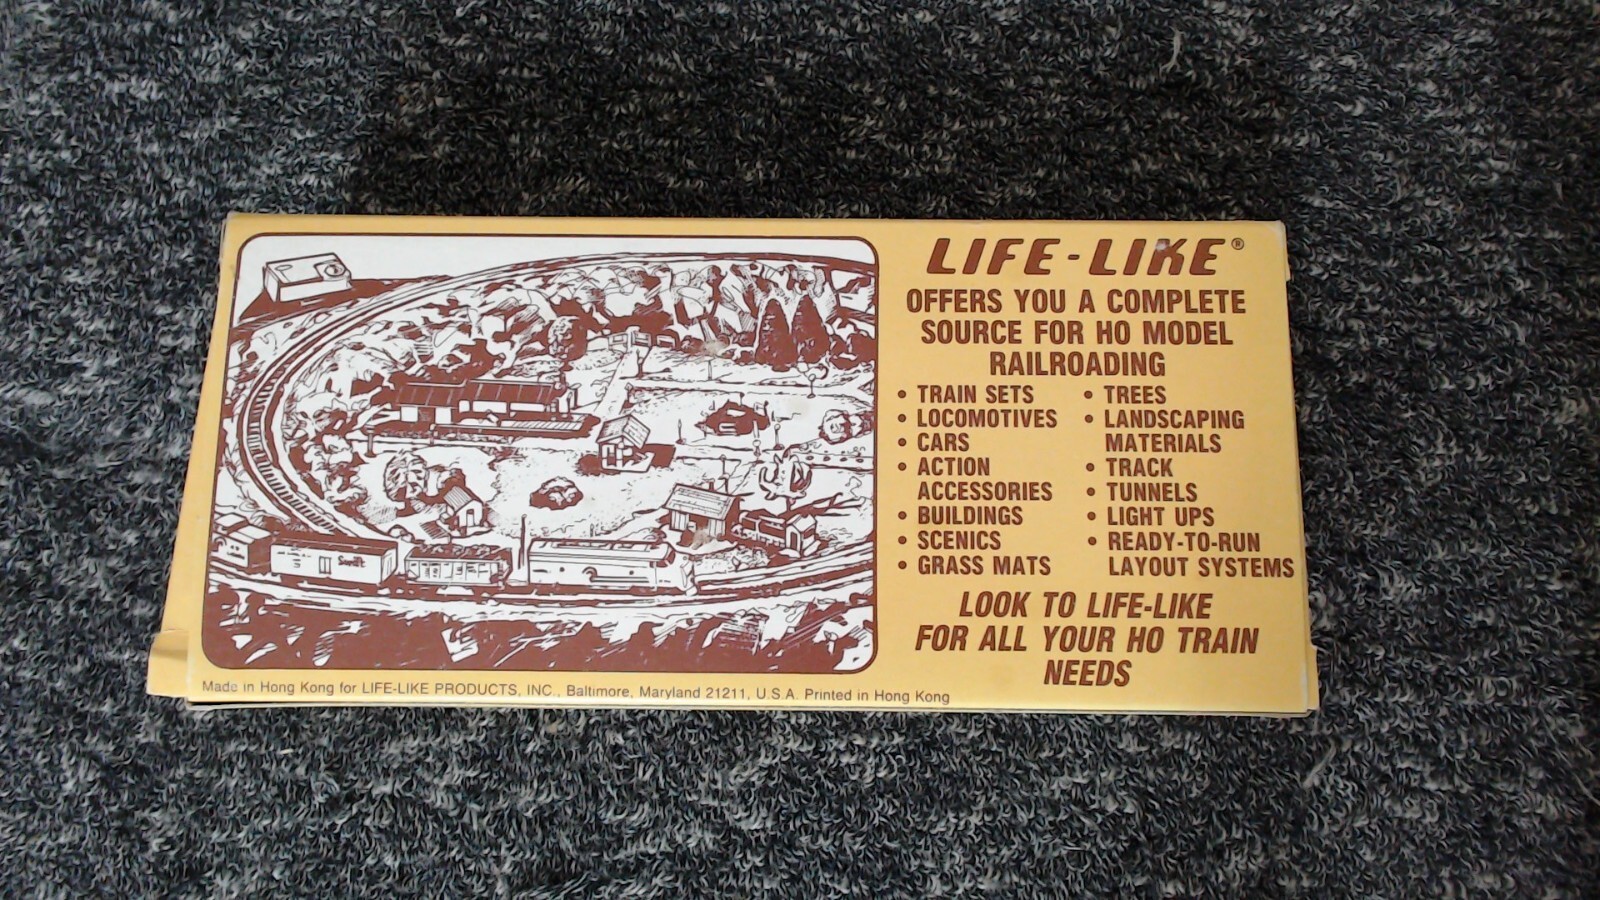 LIFE-LIKE®
OFFERS YOU A COMPLETE
SOURCE FOR HO MODEL
RAILROADING
• TRAIN SETS
• LOCOMOTIVES
• CARS
• ACTION
ACCESSORIES
• BUILDINGS
• SCENICS
• GRASS MATS
• TREES
• LANDSCAPING
MATERIALS
• TRACK
• TUNNELS
• LIGHT UPS
• READY-TO-RUN
LAYOUT SYSTEMS
LOOK TO LIFE-LIKE
FOR ALL YOUR HO TRAIN
NEEDS
Swift
Made in Hong Kong for LIFE-LIKE PRODUCTS, INC., Baltimore, Maryland 21211, U.S.A. Printed in Hong Kong